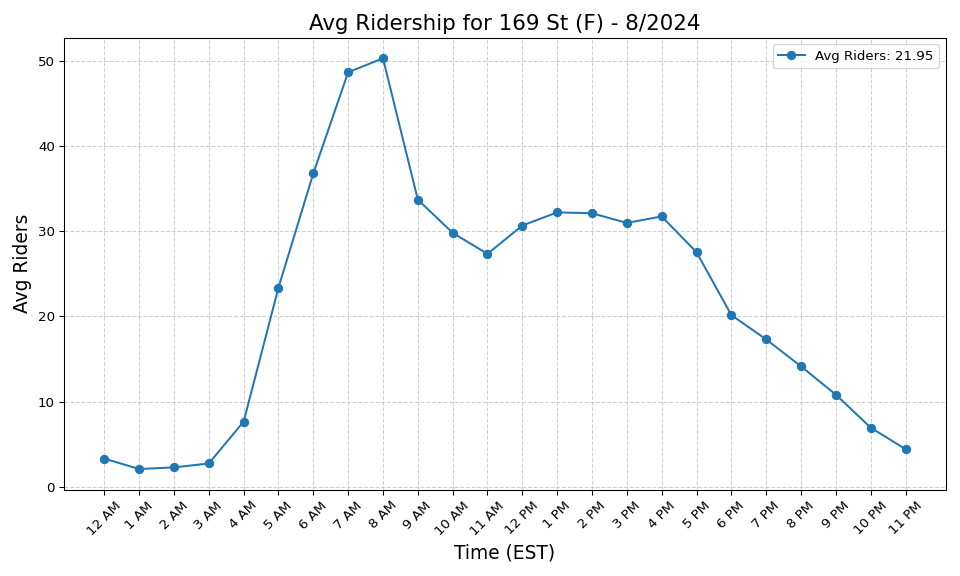 Avg Ridership for 169 St (F) - 8/2024
Avg Riders: 21.95
50
40
30
20
10
0
Avg Riders
12 AM
1 AM
2 AM
3 AM
4 AM
5 AM
6 AM
7 AM
8 AM
9 AM
10 AM
11 AM
12 PM
1 PM
2 PM
3 PM
4 PM
5 PM
6 PM
7 PM
8 PM
9 PM
10 PM
11 PM
Time (EST)